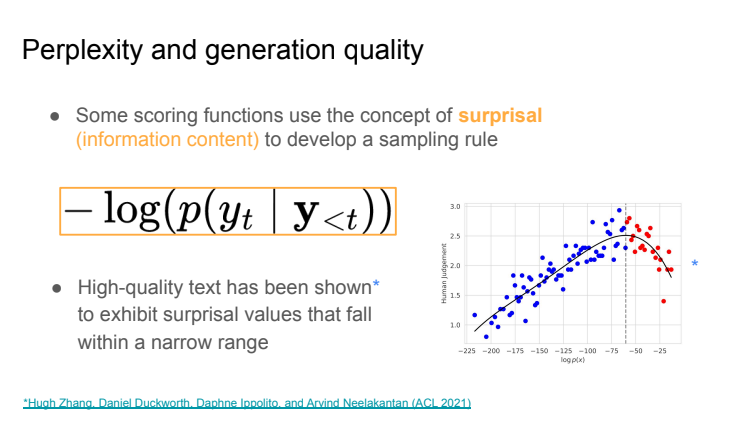 Perplexity and generation quality
● Some scoring functions use the concept of surprisal
(information content) to develop a sampling rule
− log(p(y_t | y_{<t}))
● High-quality text has been shown*
to exhibit surprisal values that fall
within a narrow range
3.0
2.5
2.0
1.5
1.0
Human Judgement
−225 −200 −175 −150 −125 −100 −75 −50 −25
log p(x)
*
*Hugh Zhang, Daniel Duckworth, Daphne Ippolito, and Arvind Neelakantan (ACL 2021)